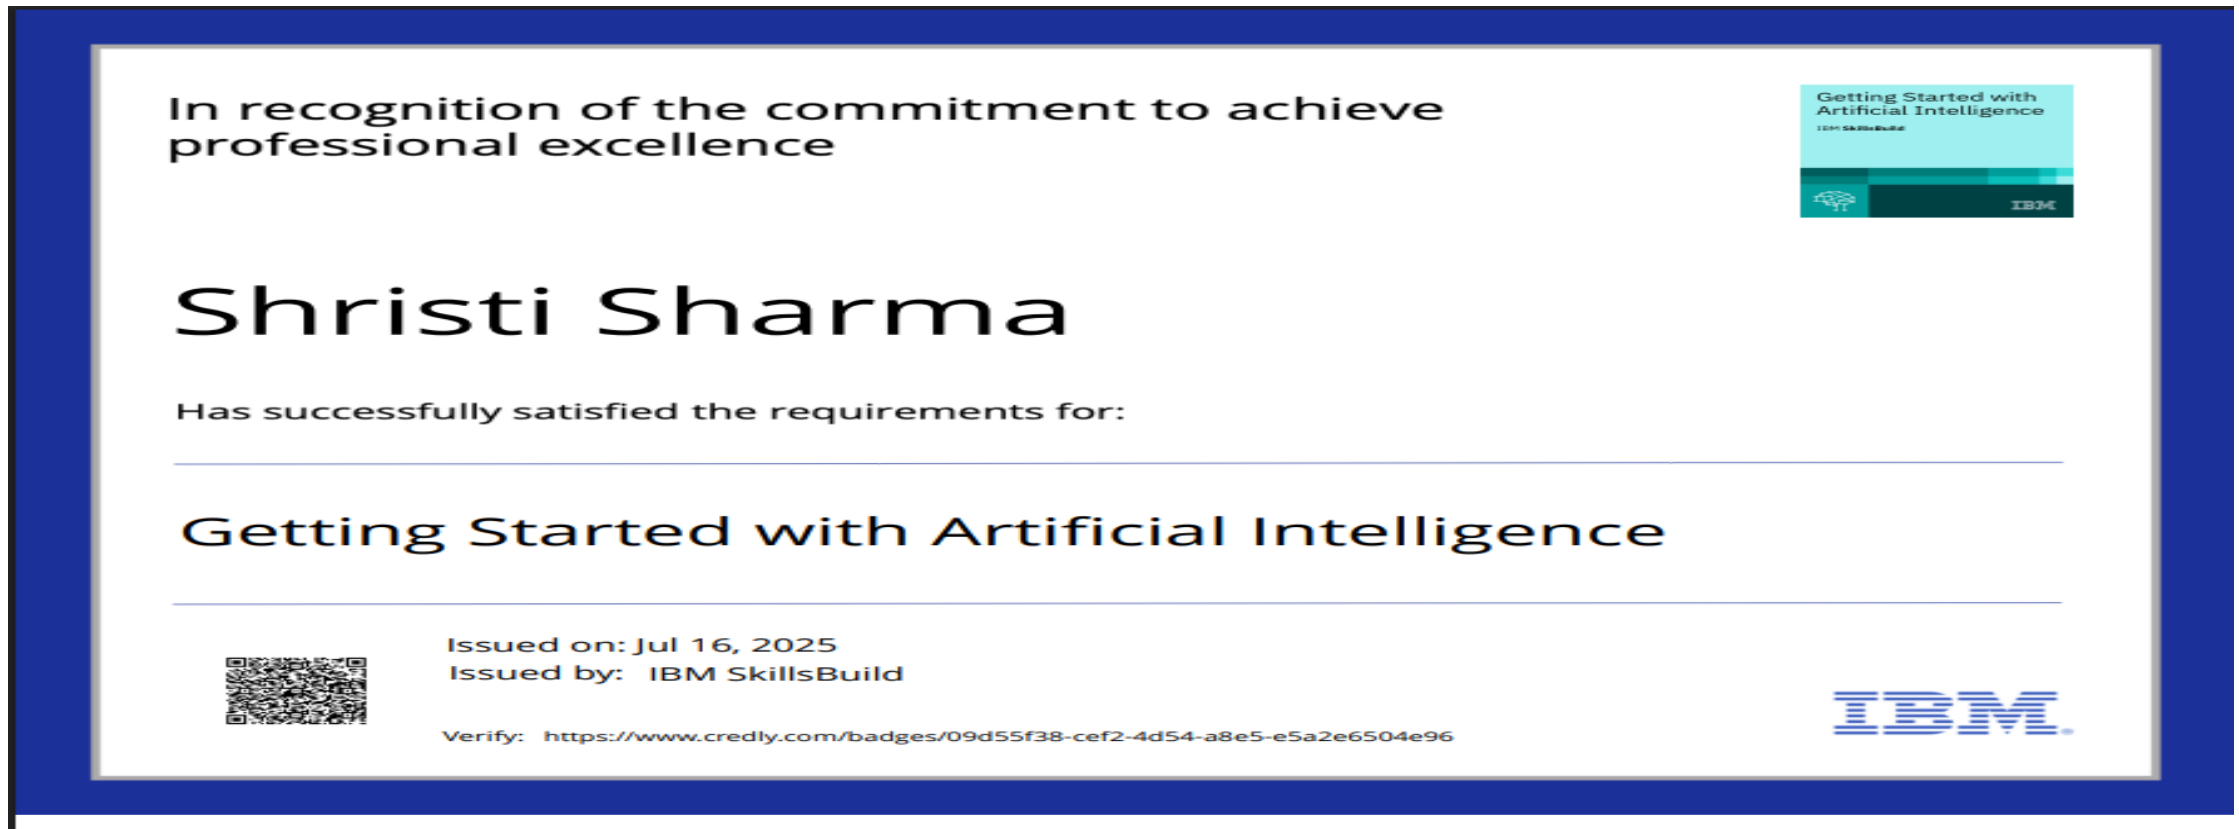 In recognition of the commitment to achieve
professional excellence
Getting Started with
Artificial Intelligence
IBM SkillsBuild
IBM
Shristi Sharma
Has successfully satisfied the requirements for:
Getting Started with Artificial Intelligence
Issued on: Jul 16, 2025
Issued by: IBM SkillsBuild
Verify: https://www.credly.com/badges/09d55f38-cef2-4d54-a8e5-e5a2e6504e96
IBM.